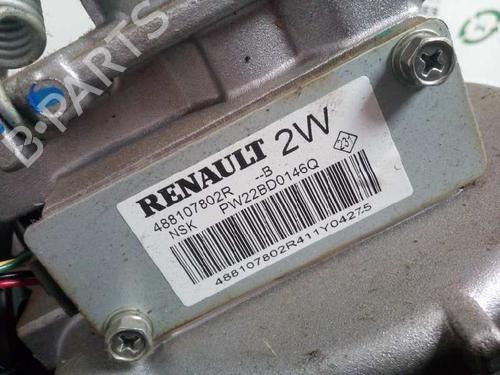 B-PARTS
RENAULT 2W
488107802R --B
NSK PW22BD0146Q
488107802R411Y04275